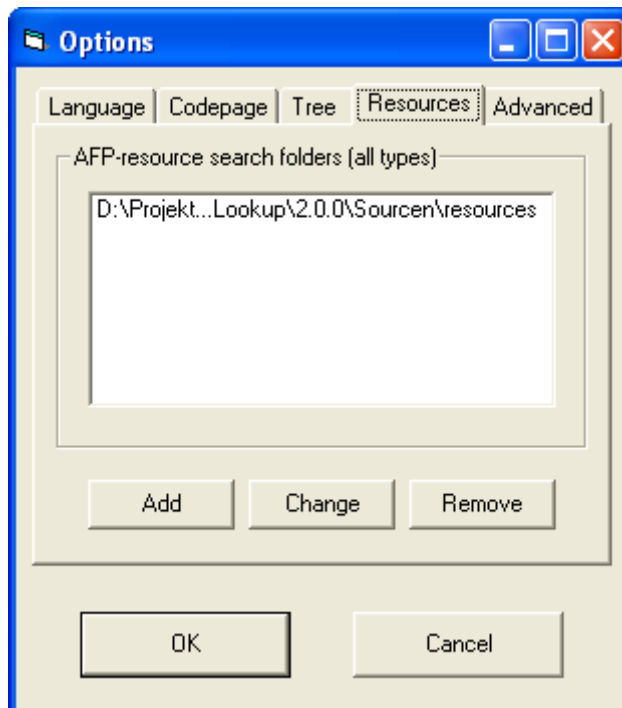 Options
Language Codepage Tree Resources Advanced
AFP-resource search folders (all types)
D:\Projekt...Lookup\2.0.0\Sourcen\resources
Add Change Remove
OK Cancel